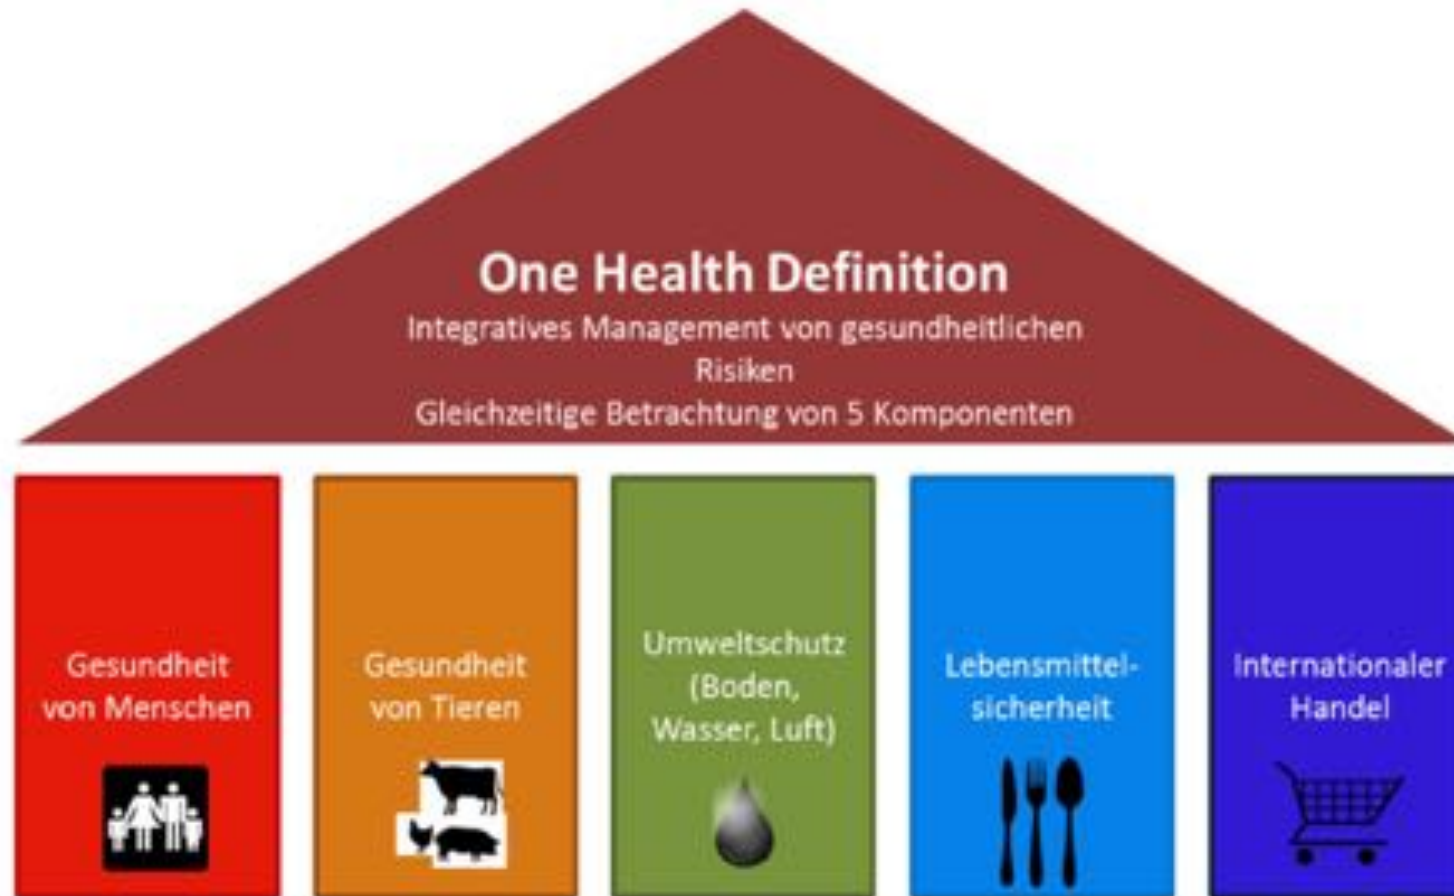 One Health Definition
Integratives Management von gesundheitlichen
Risiken
Gleichzeitige Betrachtung von 5 Komponenten
Gesundheit
von Menschen
Gesundheit
von Tieren
Umweltschutz
(Boden,
Wasser, Luft)
Lebensmittel-
sicherheit
Internationaler
Handel